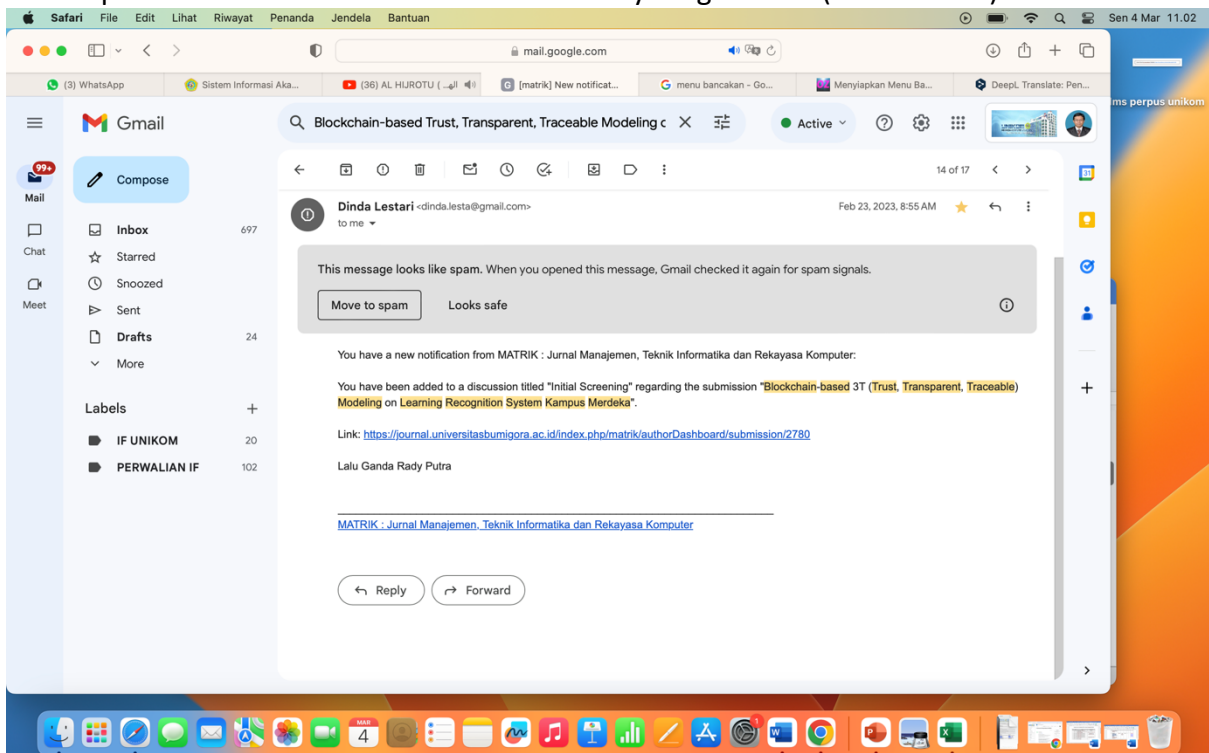 Safari File Edit Lihat Riwayat Penanda Jendela Bantuan
Sen 4 Mar 11.02
mail.google.com
(3) WhatsApp
Sistem Informasi Aka...
(36) AL HIJROTU (
[matrik] New notificat...
menu bancakan - Go...
Menyiapkan Menu Ba...
DeepL Translate: Pen...
lms perpus unikom
Gmail
Blockchain-based Trust, Transparent, Traceable Modeling
Active
99+
Mail
Chat
Meet
Compose
Inbox 697
Starred
Snoozed
Sent
Drafts 24
More
Labels
IF UNIKOM 20
PERWALIAN IF 102
14 of 17
Dinda Lestari <dinda.lesta@gmail.com>
Feb 23, 2023, 8:55 AM
to me
This message looks like spam. When you opened this message, Gmail checked it again for spam signals.
Move to spam
Looks safe
You have a new notification from MATRIK : Jurnal Manajemen, Teknik Informatika dan Rekayasa Komputer:
You have been added to a discussion titled "Initial Screening" regarding the submission "Blockchain-based 3T (Trust, Transparent, Traceable)
Modeling on Learning Recognition System Kampus Merdeka".
Link: https://journal.universitasbumigora.ac.id/index.php/matrik/authorDashboard/submission/2780
Lalu Ganda Rady Putra
MATRIK : Jurnal Manajemen, Teknik Informatika dan Rekayasa Komputer
Reply
Forward
31
MAR
4